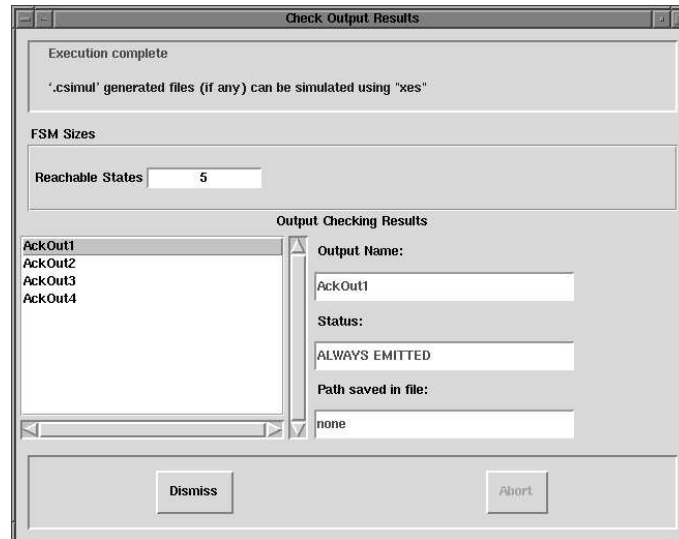 Check Output Results
Execution complete
'.csimul' generated files (if any) can be simulated using "xes"
FSM Sizes
Reachable States 5
Output Checking Results
AckOut1
AckOut2
AckOut3
AckOut4
Output Name:
AckOut1
Status:
ALWAYS EMITTED
Path saved in file:
none
Dismiss
Abort